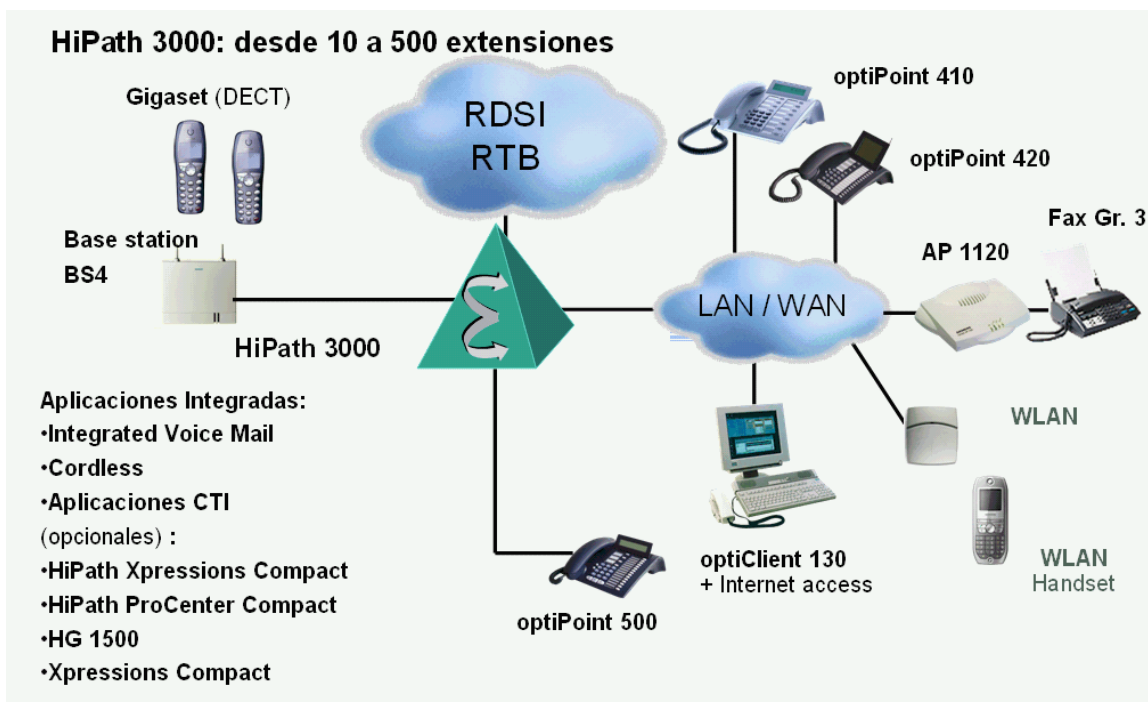 HiPath 3000: desde 10 a 500 extensiones
Gigaset (DECT)
RDSI
RTB
optiPoint 410
optiPoint 420
Fax Gr. 3
AP 1120
Base station
BS4
LAN / WAN
HiPath 3000
Aplicaciones Integradas:
•Integrated Voice Mail
•Cordless
•Aplicaciones CTI
(opcionales) :
•HiPath Xpressions Compact
•HiPath ProCenter Compact
•HG 1500
•Xpressions Compact
optiPoint 500
optiClient 130
+ Internet access
WLAN
WLAN
Handset